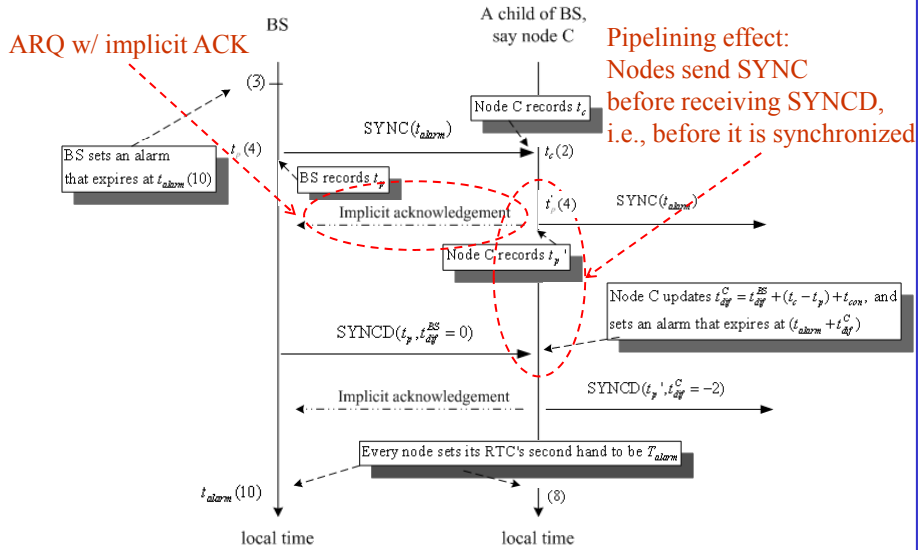 BS
A child of BS,
say node C
ARQ w/ implicit ACK
Pipelining effect:
Nodes send SYNC
before receiving SYNCD,
i.e., before it is synchronized
(3)
Node C records t_c
SYNC(t_alarm)
BS sets an alarm
that expires at t_alarm (10)
t_p (4)
t_c (2)
BS records t_p
t_p' (4)
Implicit acknowledgement
SYNC(t_alarm)
Node C records t_p'
Node C updates t_dif^C = t_dif^BS + (t_c − t_p) + t_con, and
sets an alarm that expires at (t_alarm + t_dif^C)
SYNCD(t_p, t_dif^BS = 0)
Implicit acknowledgement
SYNCD(t_p', t_dif^C = −2)
Every node sets its RTC's second hand to be T_alarm
t_alarm (10)
(8)
local time
local time